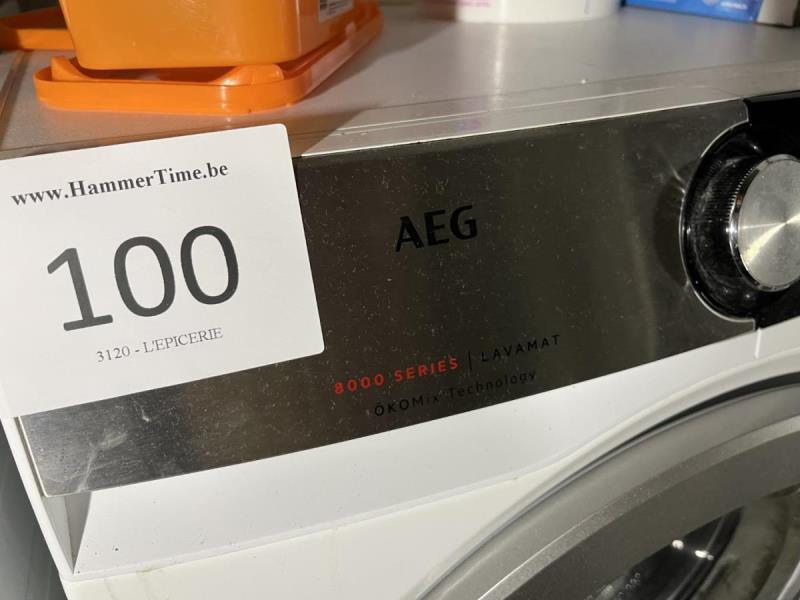 www.HammerTime.be
100
3120 - L'EPICERIE
AEG
8000 SERIES | LAVAMAT
ÖKOMix Technology